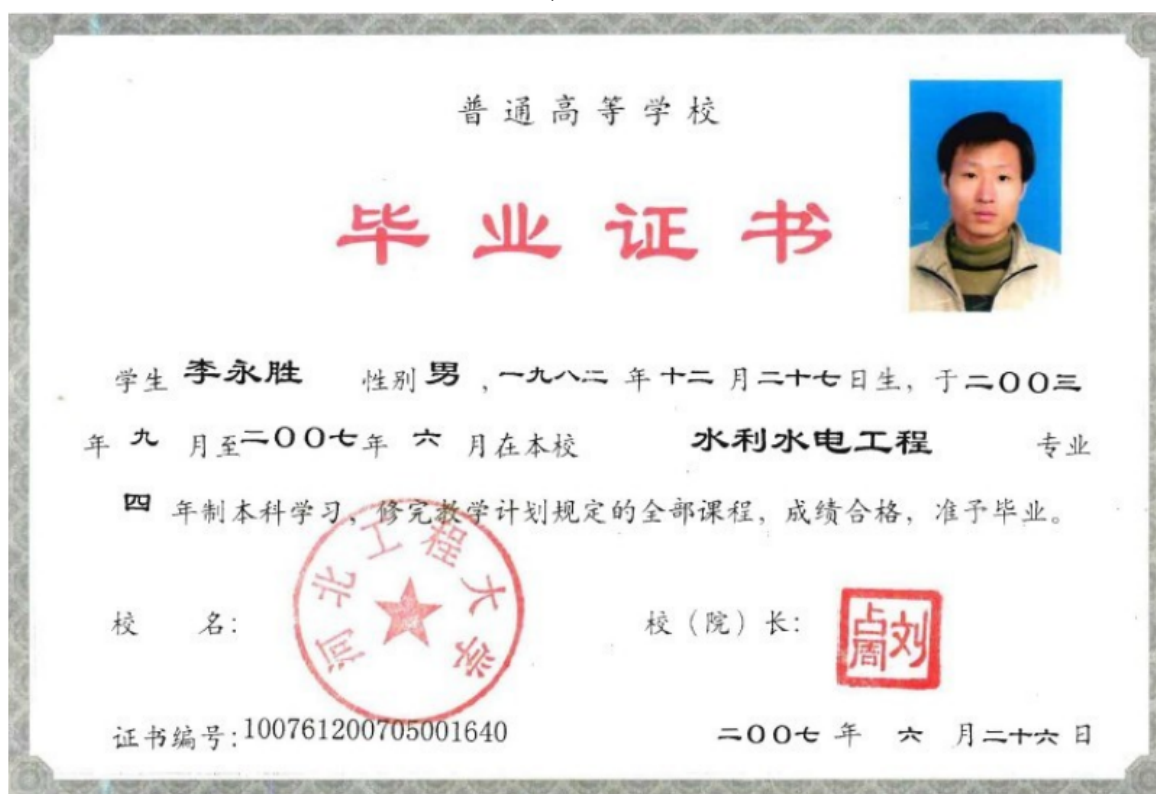 普通高等学校
毕业证书
学生 李永胜 性别 男 , 一九八二 年 十二 月 二十七 日生, 于 二〇〇三
年 九 月至 二〇〇七 年 六 月在本校 水利水电工程 专业
四 年制本科学习, 修完教学计划规定的全部课程, 成绩合格, 准予毕业。
河北工程大学
校 名: 校（院）长: 刘占周
证书编号: 100761200705001640 二〇〇七 年 六 月 二十六 日